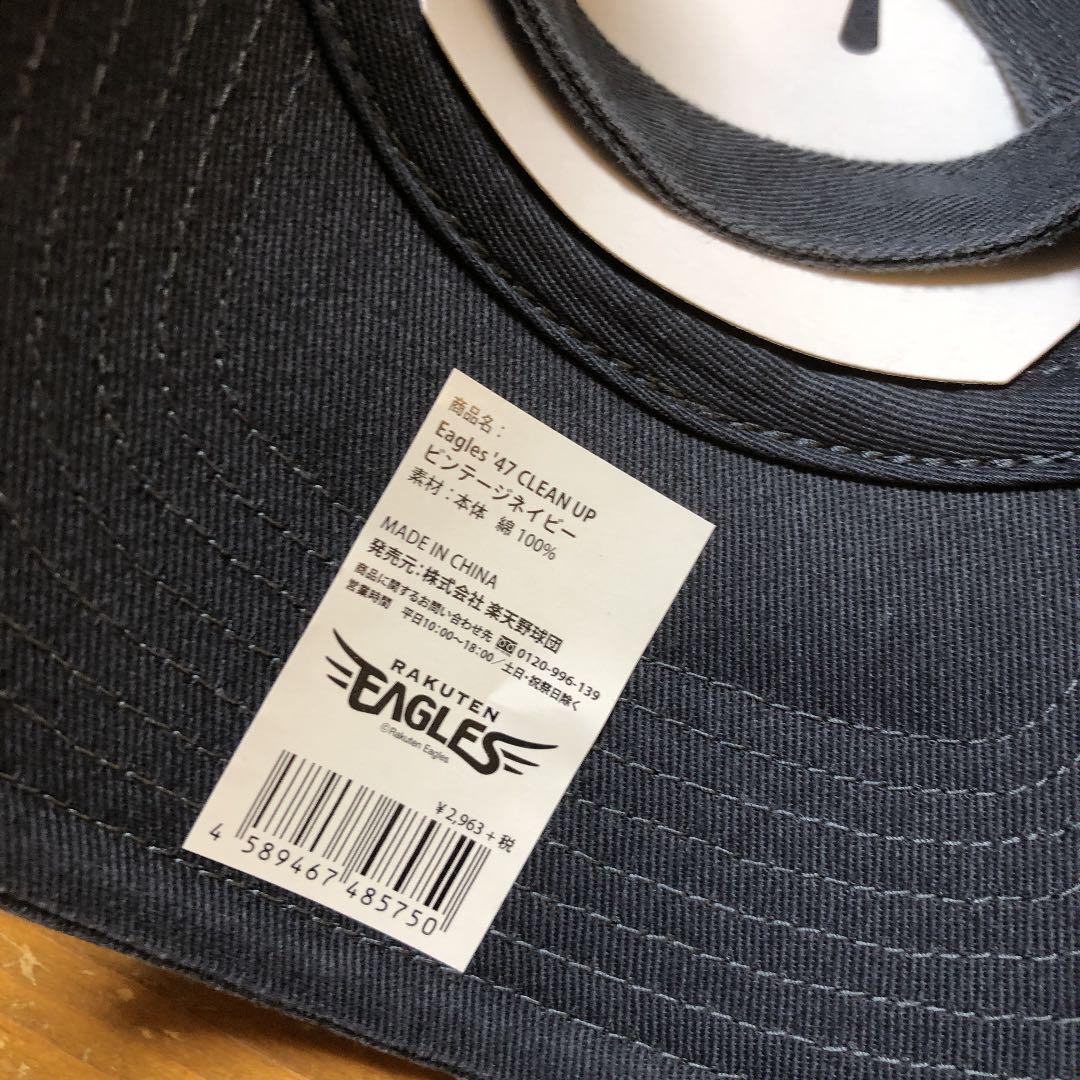 商品名：
Eagles '47 CLEAN UP
ビンテージネイビー
素材：本体 綿100%
MADE IN CHINA
発売元：株式会社 楽天野球団
商品に関するお問い合わせ先 0120-996-139
営業時間 平日10：00～18：00／土日・祝祭日除く
RAKUTEN
EAGLES
©Rakuten Eagles
¥2,963+税
4 589467 485750